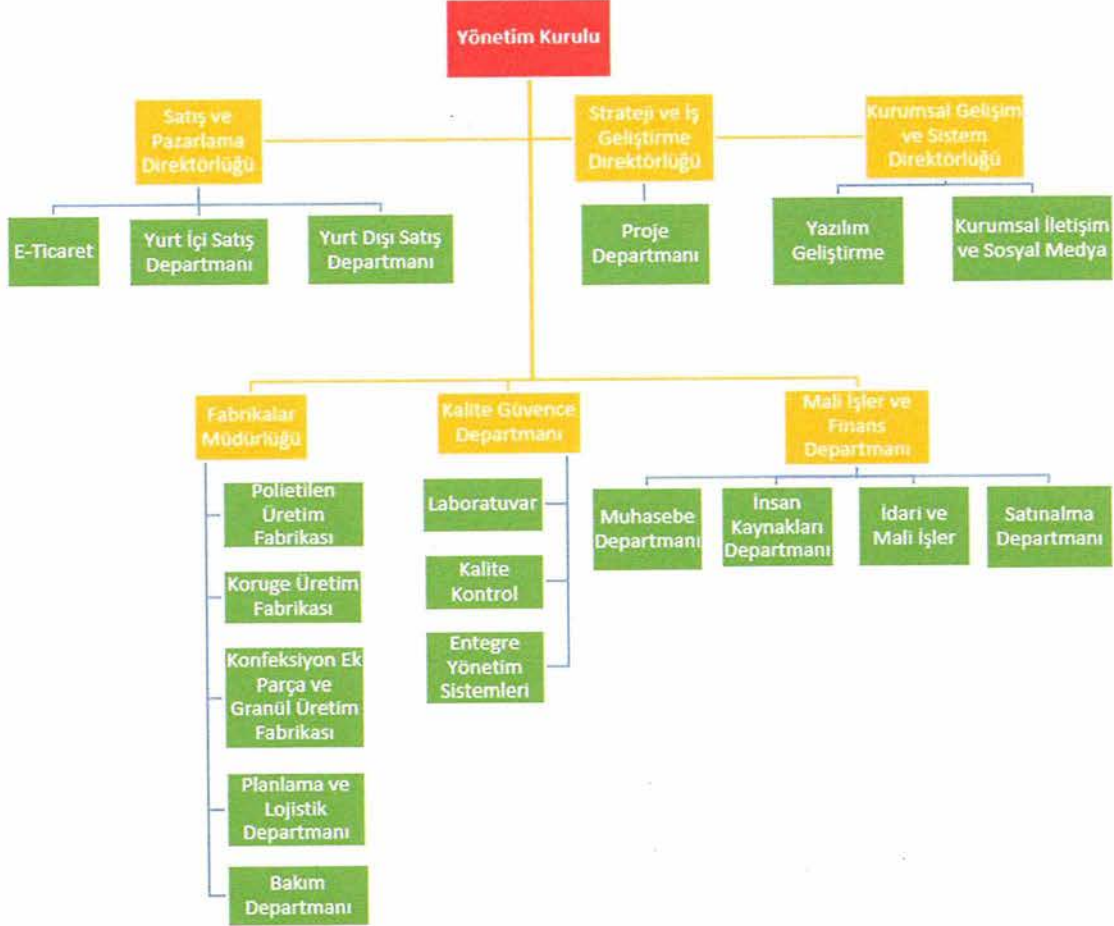 Yönetim Kurulu
Satış ve
Pazarlama
Direktörlüğü
Strateji ve İş
Geliştirme
Direktörlüğü
Kurumsal Gelişim
ve Sistem
Direktörlüğü
E-Ticaret
Yurt İçi Satış
Departmanı
Yurt Dışı Satış
Departmanı
Proje
Departmanı
Yazılım
Geliştirme
Kurumsal İletişim
ve Sosyal Medya
Fabrikalar
Müdürlüğü
Kalite Güvence
Departmanı
Mali İşler ve
Finans
Departmanı
Polietilen
Üretim
Fabrikası
Koruge Üretim
Fabrikası
Konfeksiyon Ek
Parça ve
Granül Üretim
Fabrikası
Planlama ve
Lojistik
Departmanı
Bakım
Departmanı
Laboratuvar
Kalite
Kontrol
Entegre
Yönetim
Sistemleri
Muhasebe
Departmanı
İnsan
Kaynakları
Departmanı
İdari ve
Mali İşler
Satınalma
Departmanı